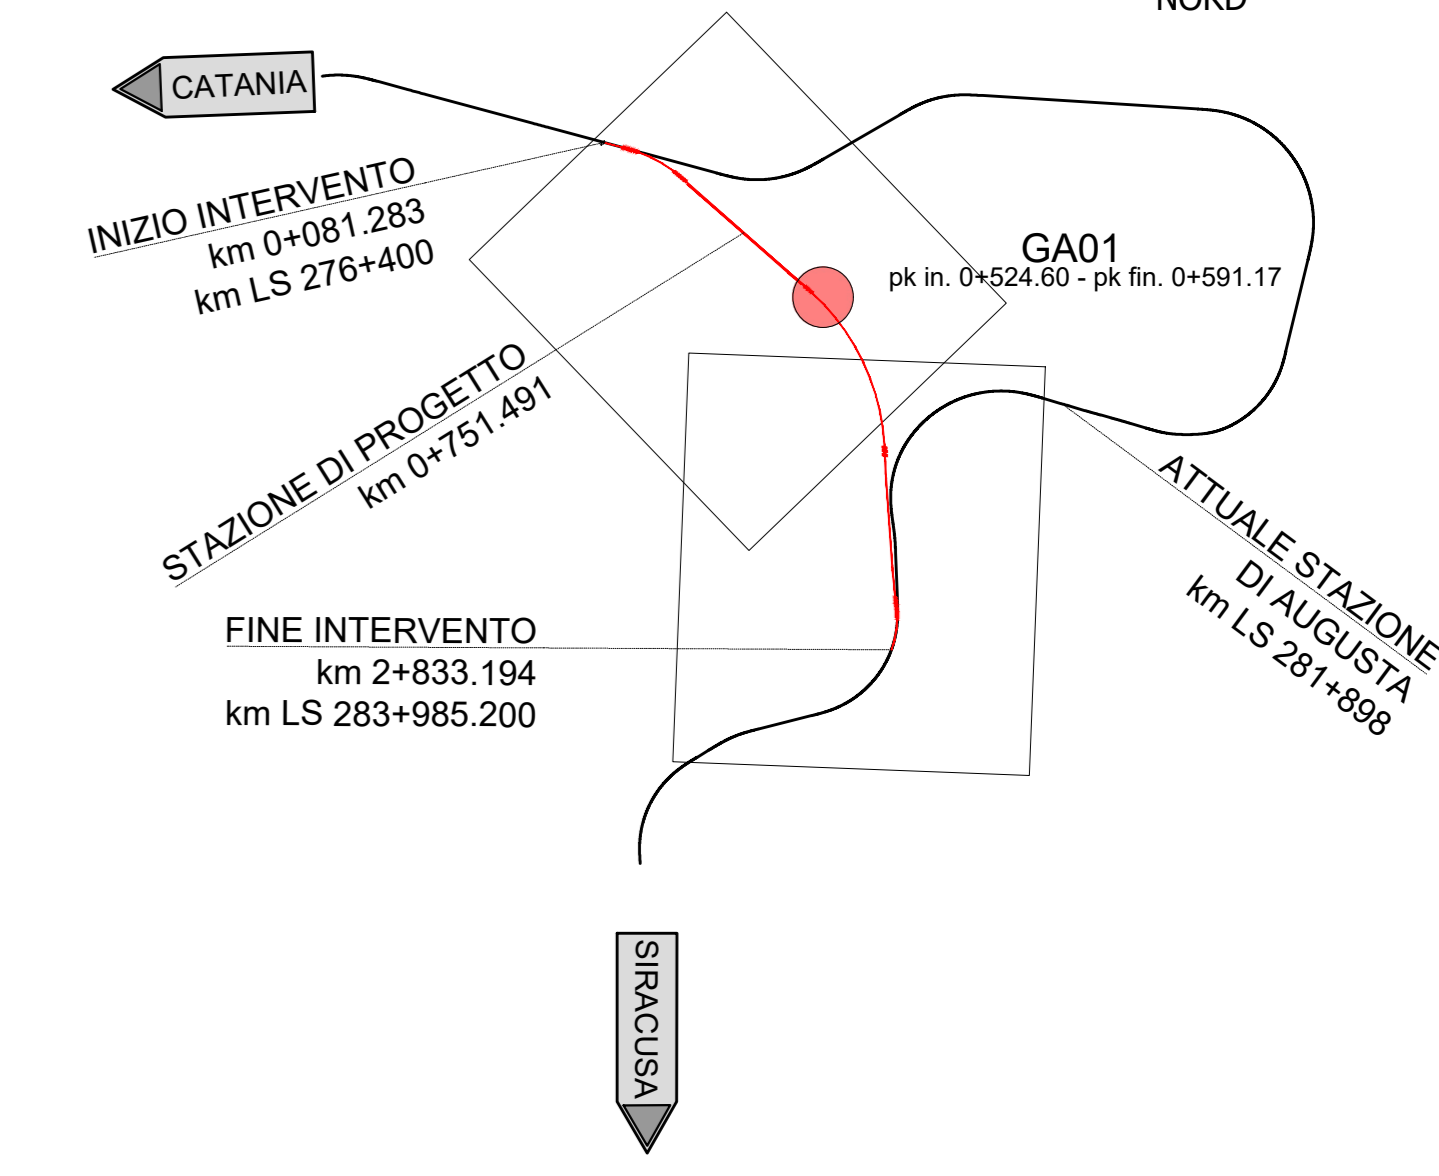 NORD
CATANIA
INIZIO INTERVENTO
km 0+081.283
km LS 276+400
GA01
pk in. 0+524.60 - pk fin. 0+591.17
STAZIONE DI PROGETTO
km 0+751.491
ATTUALE STAZIONE
DI AUGUSTA
km LS 281+898
FINE INTERVENTO
km 2+833.194
km LS 283+985.200
SIRACUSA